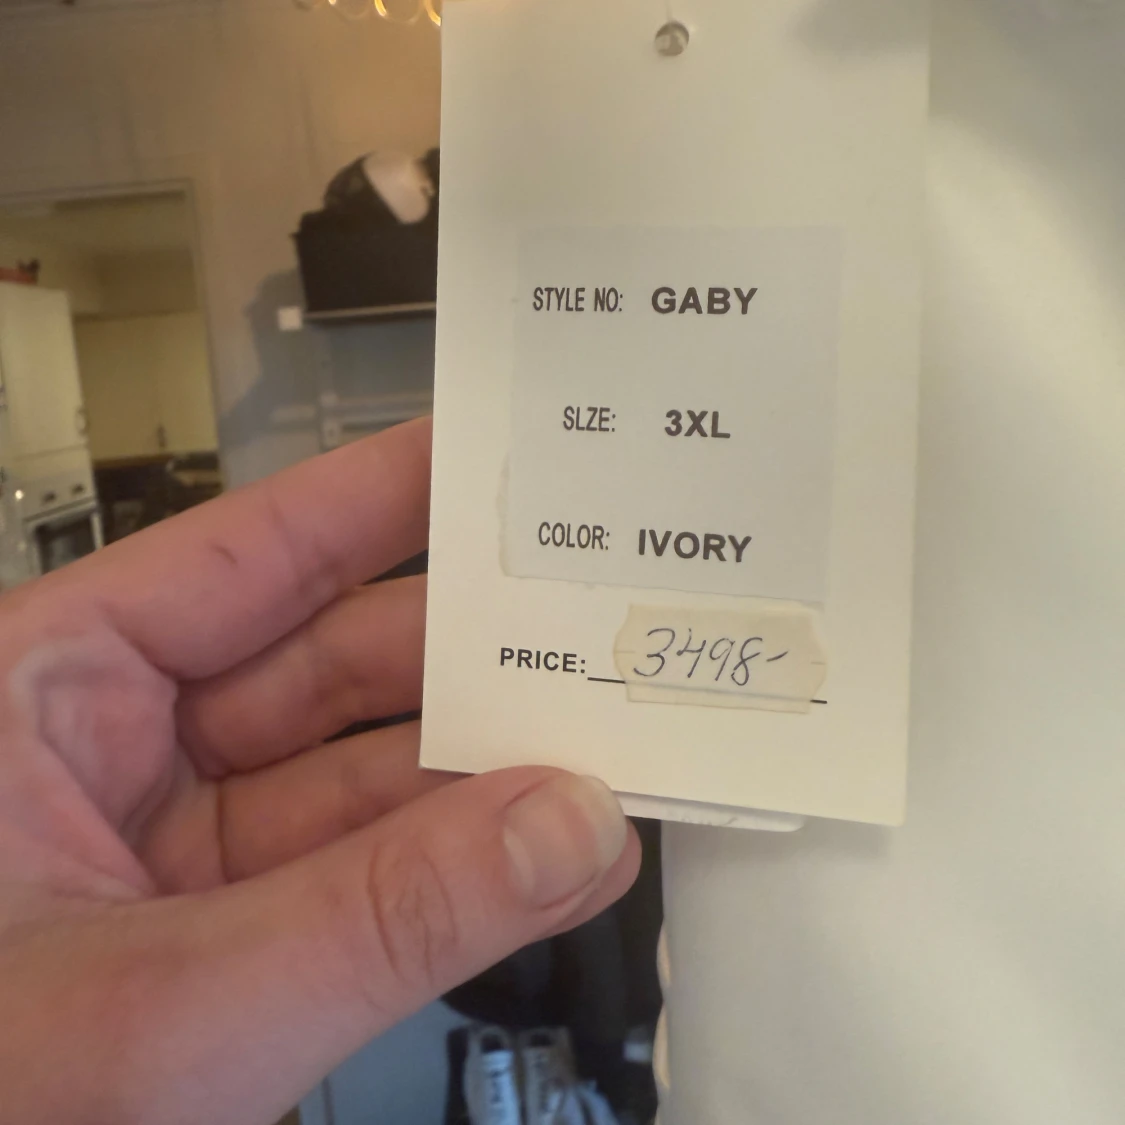 STYLE NO: GABY
SLZE: 3XL
COLOR: IVORY
PRICE: 3498-